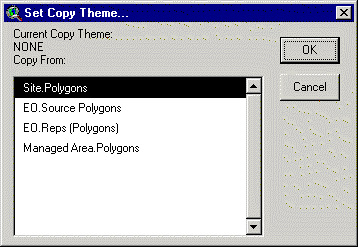 Set Copy Theme...
Current Copy Theme:
NONE
Copy From:
OK
Cancel
Site.Polygons
EO.Source Polygons
EO.Reps (Polygons)
Managed Area.Polygons